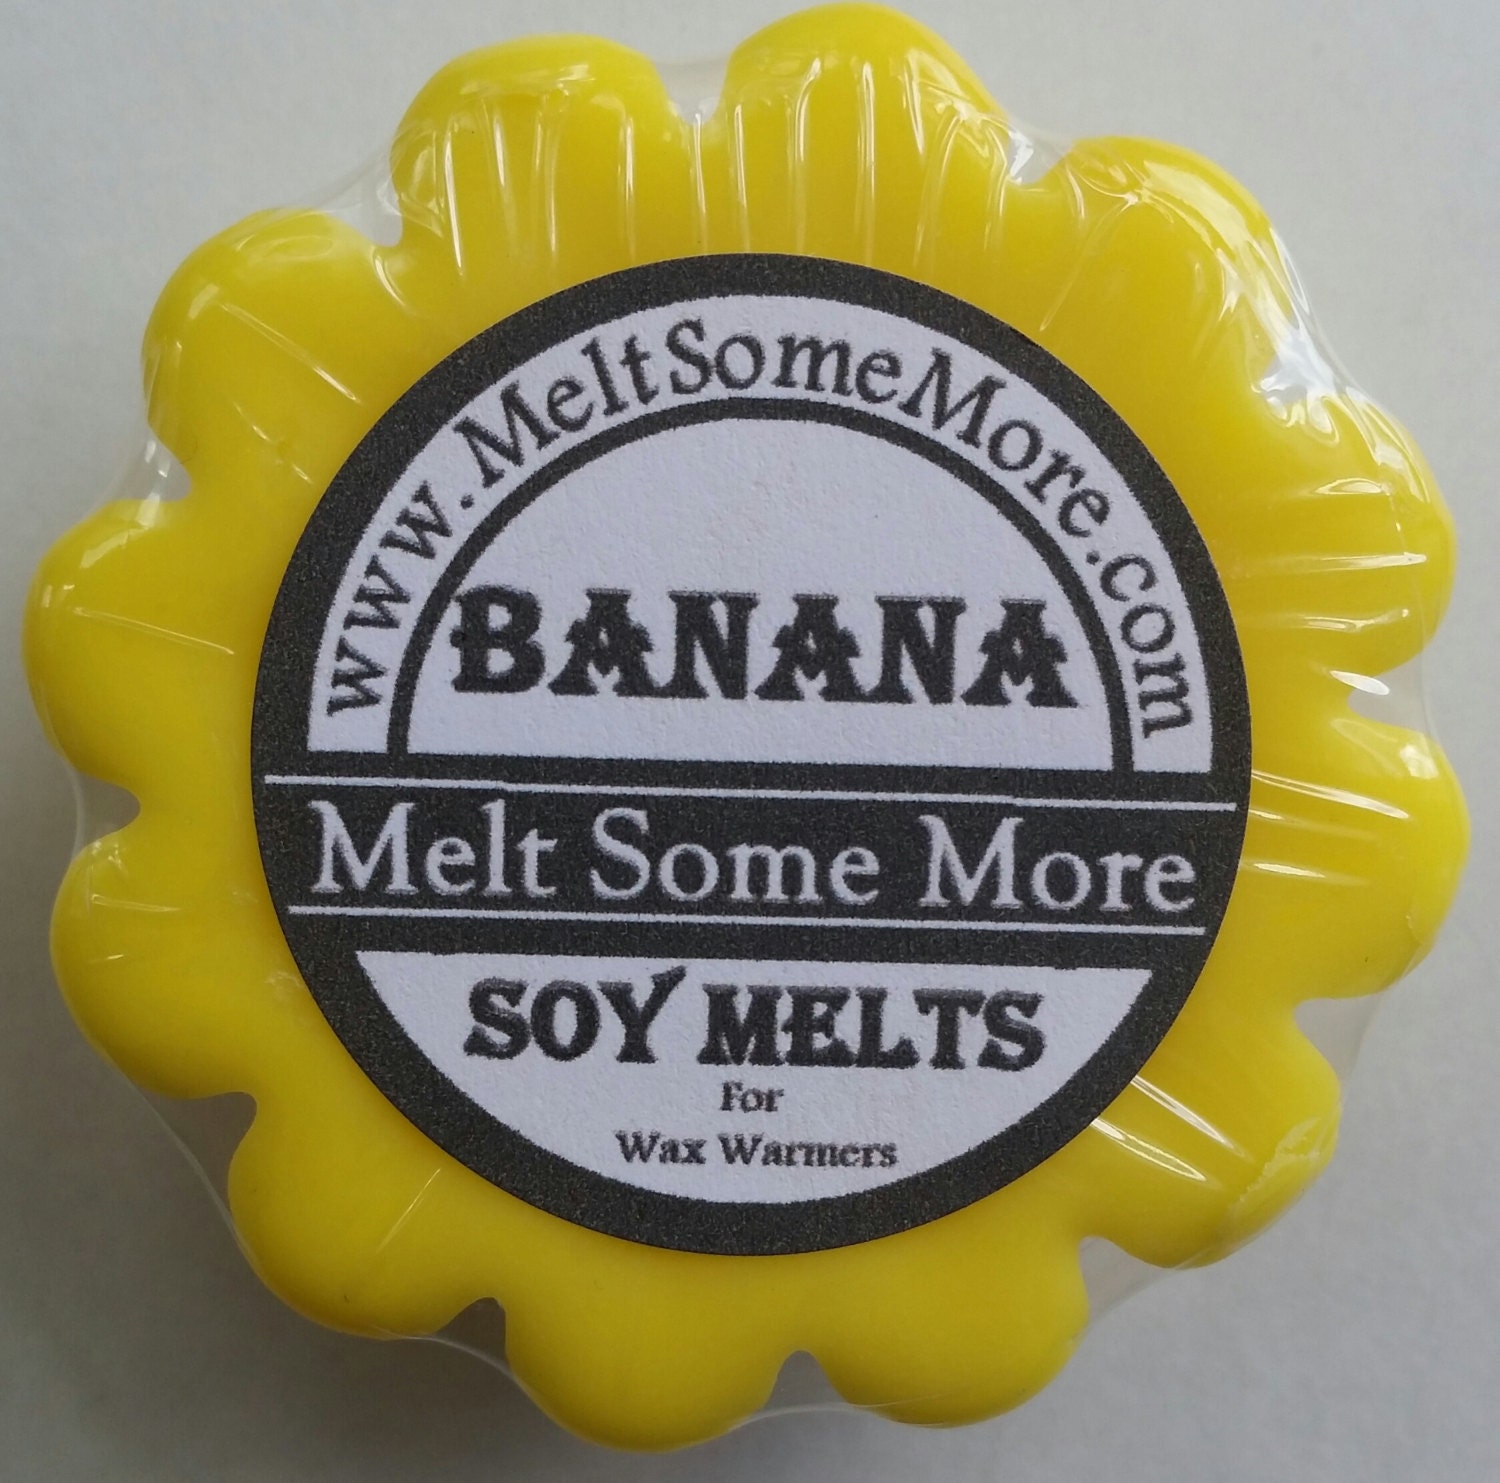 www.MeltSomeMore.com
BANANA
Melt Some More
SOY MELTS
For
Wax Warmers